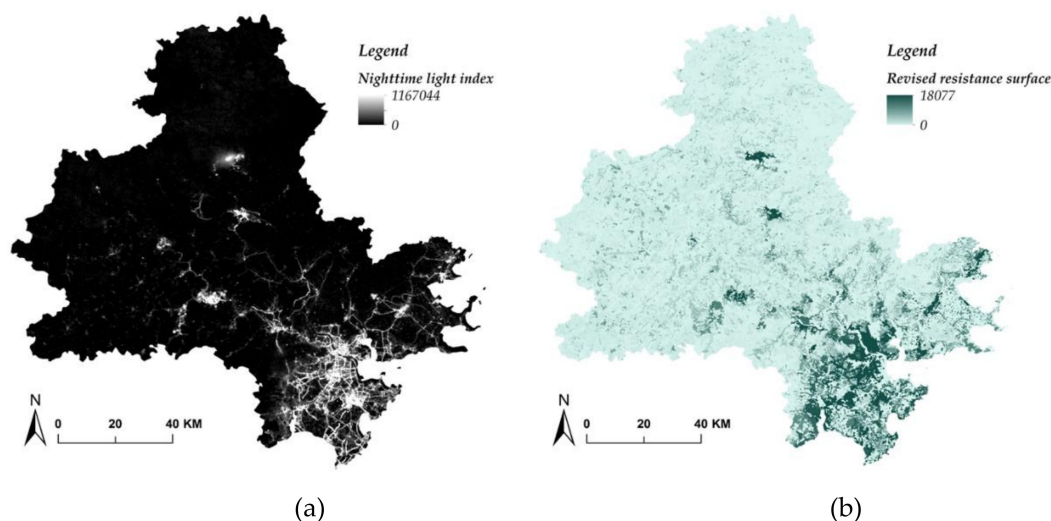 Legend
Nighttime light index
1167044
0
N
0 20 40 KM
(a)
Legend
Revised resistance surface
18077
0
N
0 20 40 KM
(b)